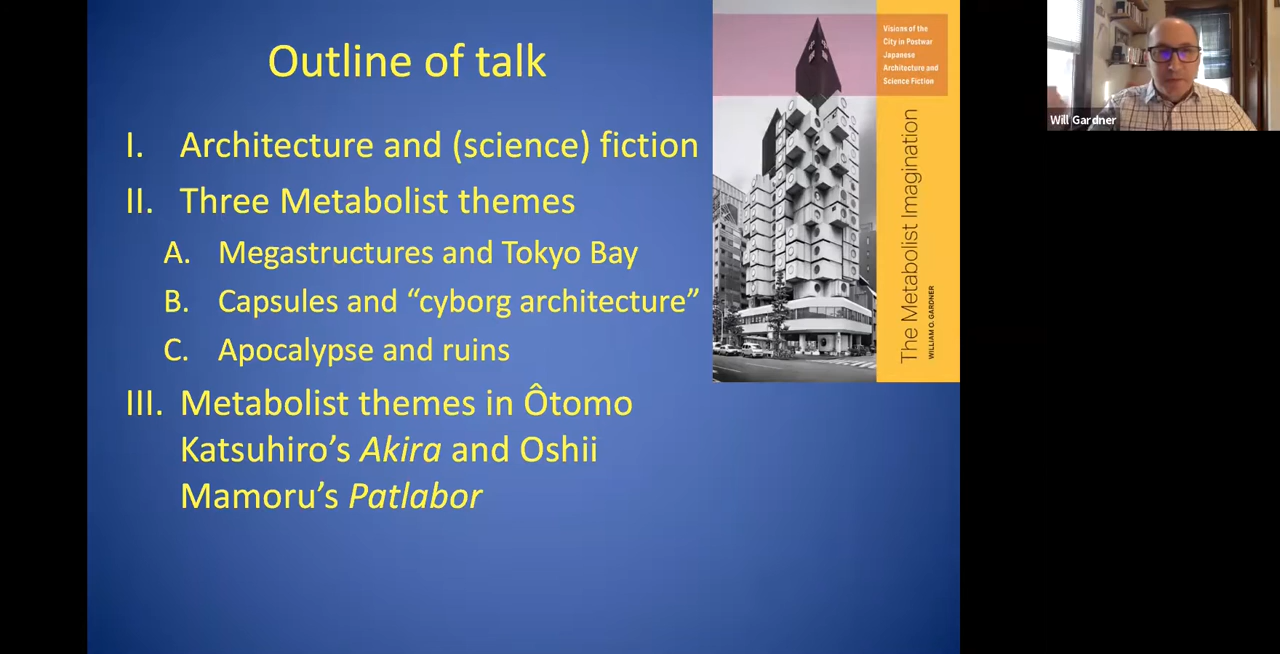 Outline of talk
I. Architecture and (science) fiction
II. Three Metabolist themes
A. Megastructures and Tokyo Bay
B. Capsules and “cyborg architecture”
C. Apocalypse and ruins
III. Metabolist themes in Ôtomo
Katsuhiro’s Akira and Oshii
Mamoru’s Patlabor
Visions of the
City in Postwar
Japanese
Architecture and
Science Fiction
The Metabolist Imagination
WILLIAM O. GARDNER
Will Gardner